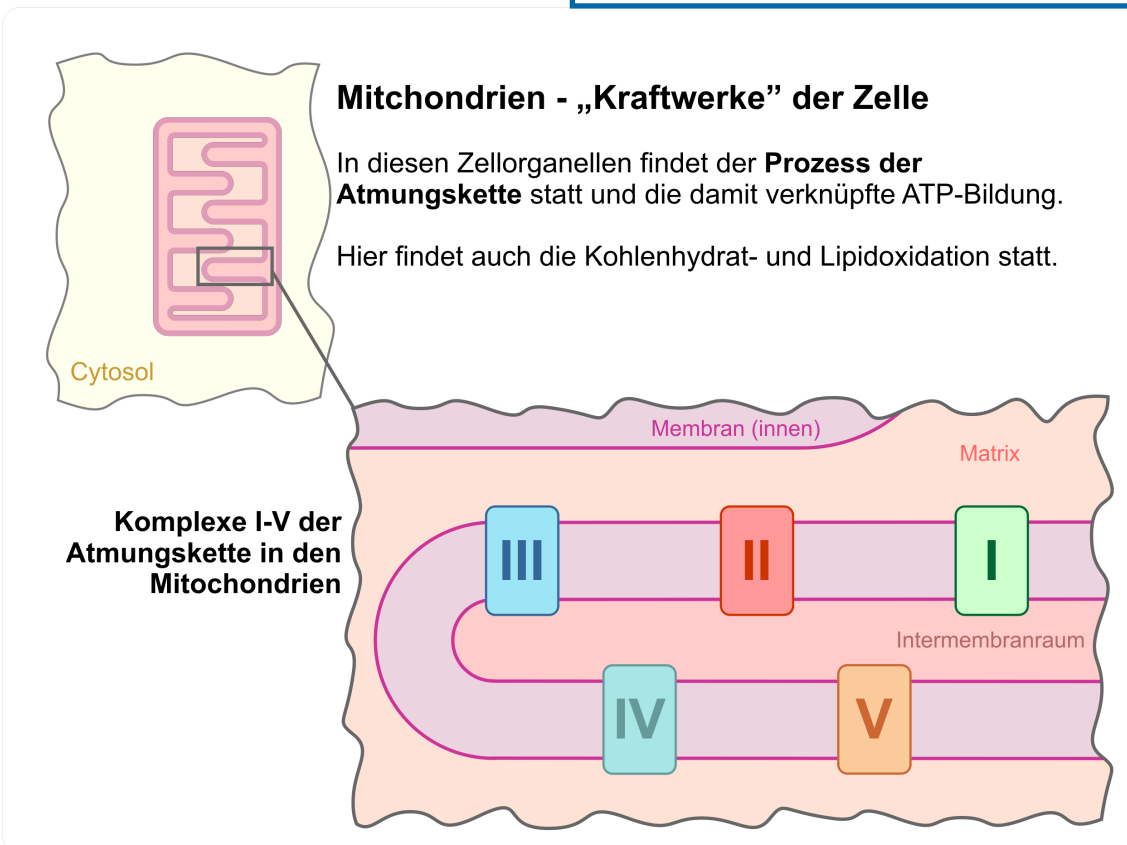 Mitchondrien - „Kraftwerke” der Zelle
In diesen Zellorganellen findet der Prozess der
Atmungskette statt und die damit verknüpfte ATP-Bildung.
Hier findet auch die Kohlenhydrat- und Lipidoxidation statt.
Cytosol
Membran (innen)
Matrix
Komplexe I-V der
Atmungskette in den
Mitochondrien
III
II
I
Intermembranraum
IV
V